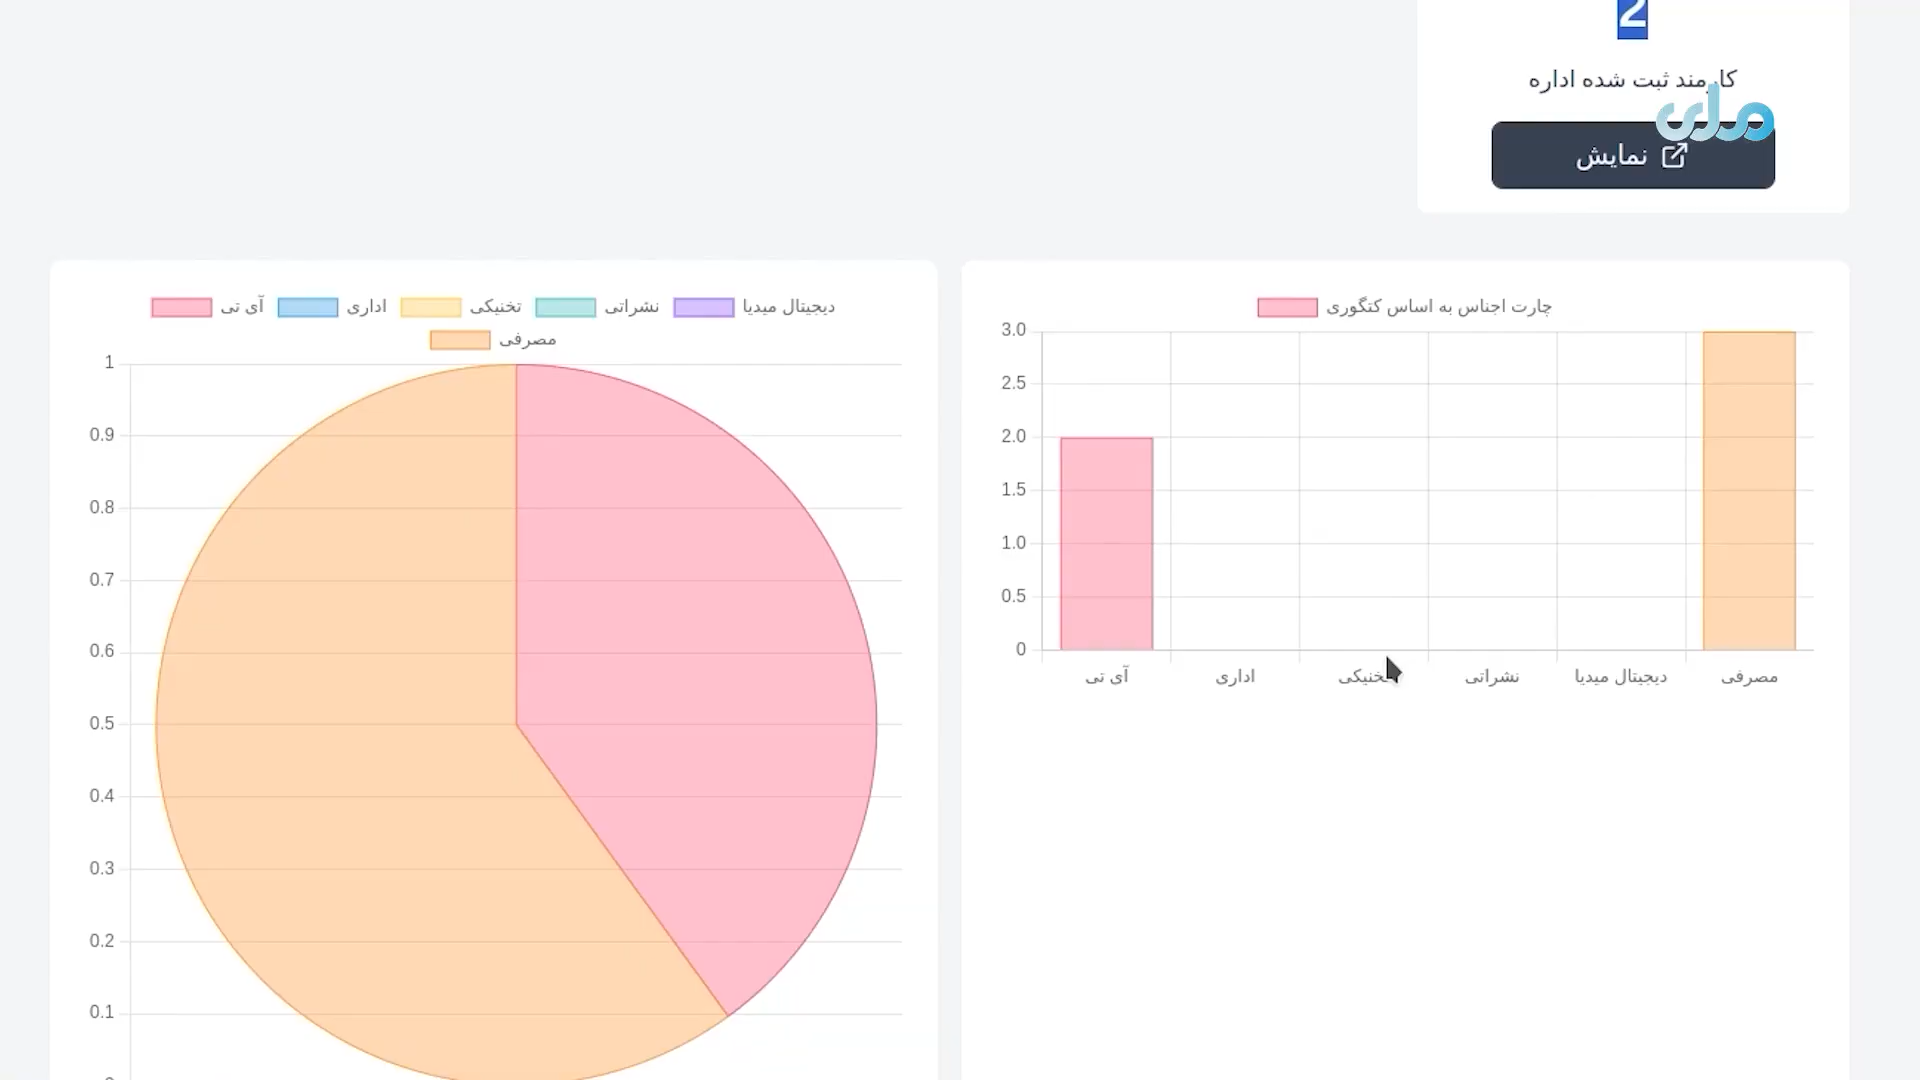 2
کارمند ثبت شده اداره
ملی
نمایش
چارت اجناس به اساس کتگوری
3.0
2.5
2.0
1.5
1.0
0.5
0
آی تی
اداری
تخنیکی
نشراتی
دیجیتال میدیا
مصرفی
آی تی
اداری
تخنیکی
نشراتی
دیجیتال میدیا
مصرفی
1
0.9
0.8
0.7
0.6
0.5
0.4
0.3
0.2
0.1